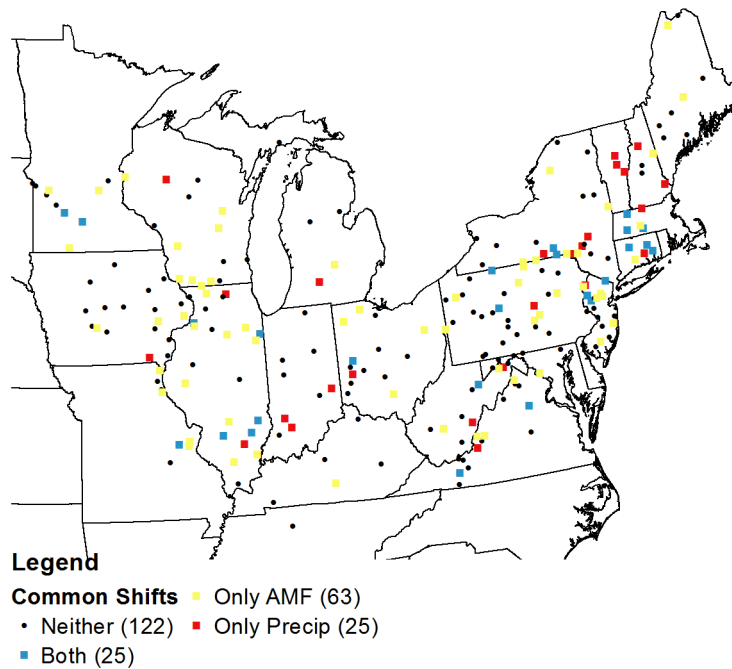 Legend
Common Shifts Only AMF (63)
Neither (122) Only Precip (25)
Both (25)